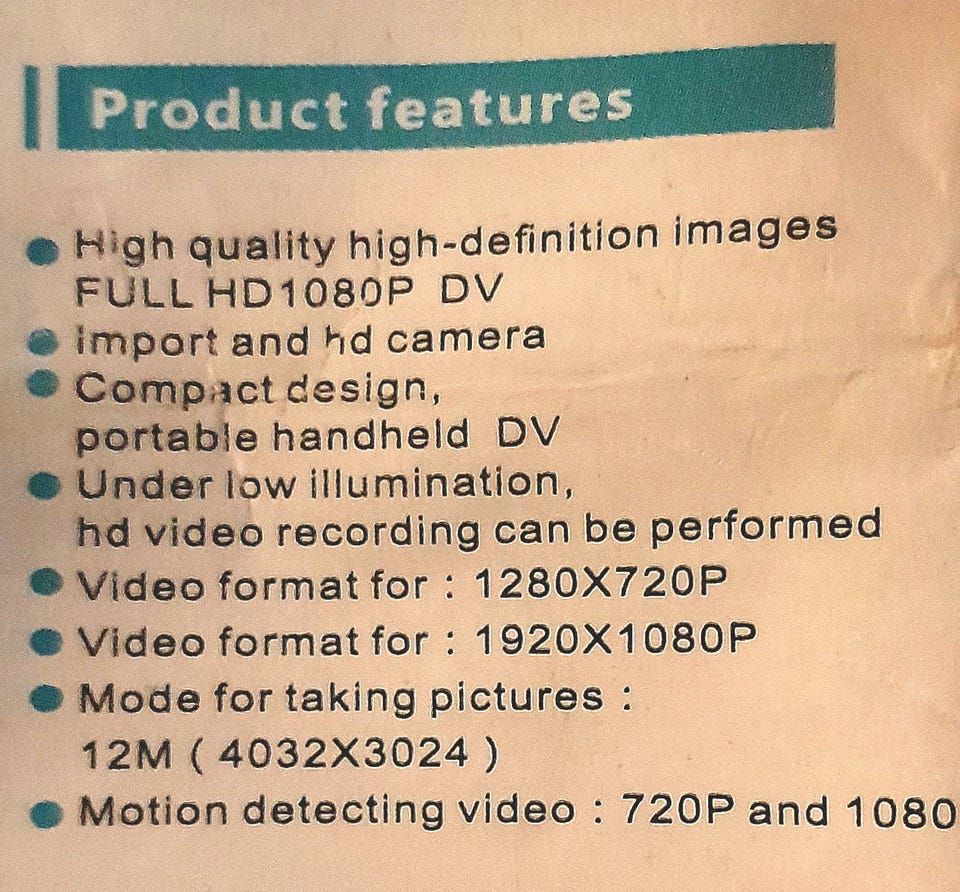 Product features
High quality high-definition images
FULL HD1080P DV
import and hd camera
Compact design,
portable handheld DV
Under low illumination,
hd video recording can be performed
Video format for : 1280X720P
Video format for : 1920X1080P
Mode for taking pictures :
12M ( 4032X3024 )
Motion detecting video : 720P and 1080